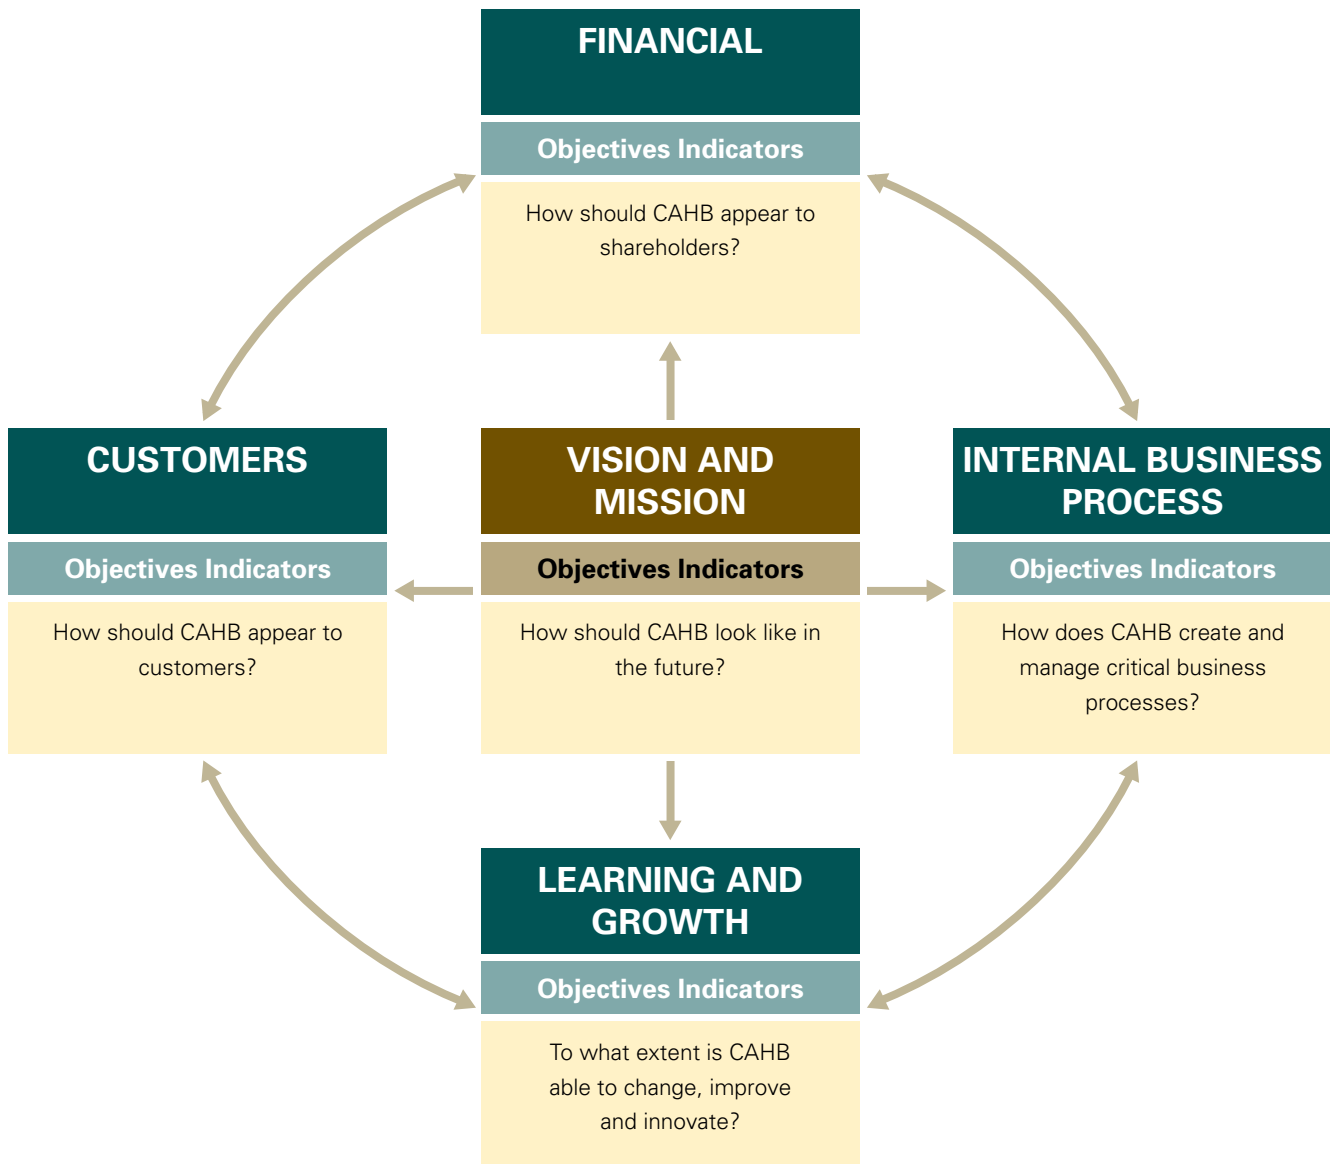 FINANCIAL
Objectives Indicators
How should CAHB appear to
shareholders?
CUSTOMERS
Objectives Indicators
How should CAHB appear to
customers?
VISION AND
MISSION
Objectives Indicators
How should CAHB look like in
the future?
INTERNAL BUSINESS
PROCESS
Objectives Indicators
How does CAHB create and
manage critical business
processes?
LEARNING AND
GROWTH
Objectives Indicators
To what extent is CAHB
able to change, improve
and innovate?